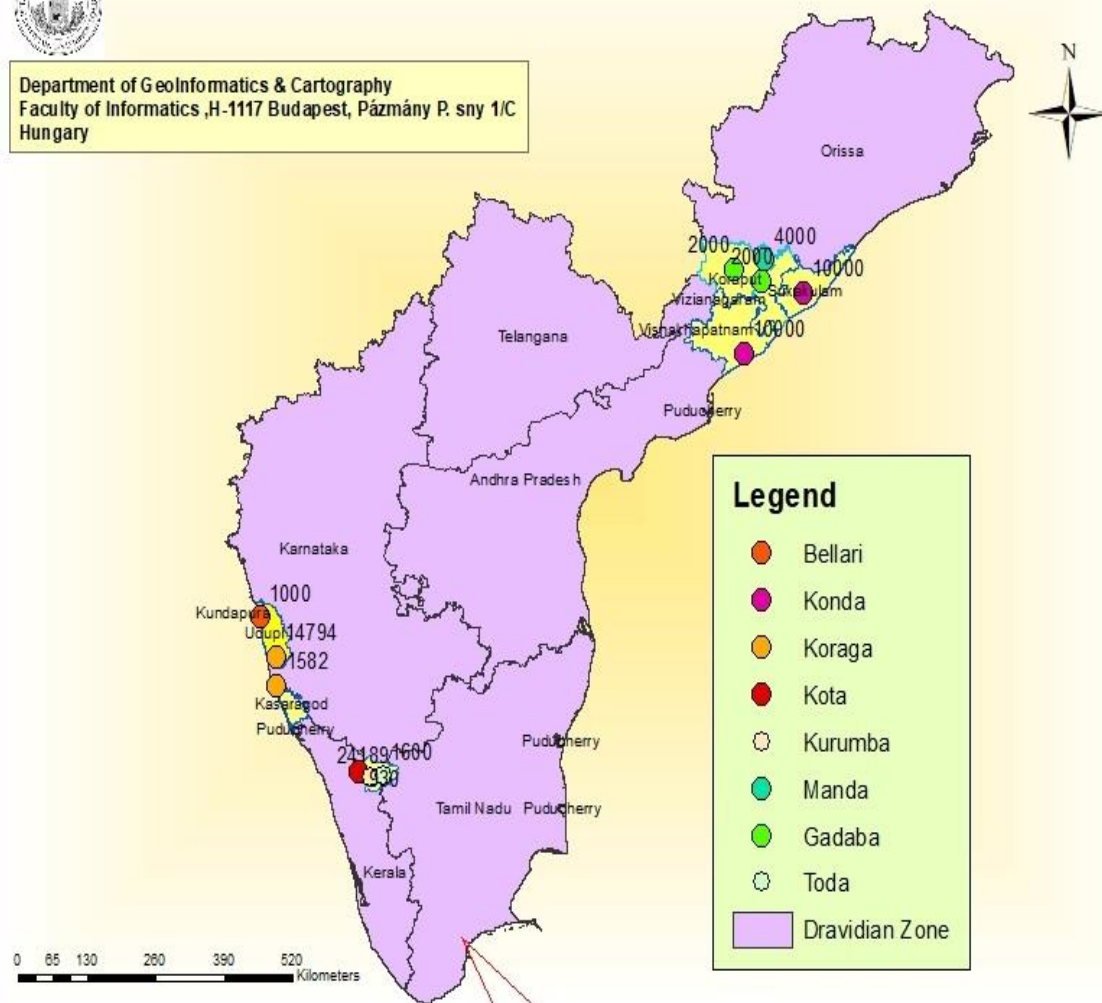 Department of GeoInformatics & Cartography
Faculty of Informatics ,H-1117 Budapest, Pázmány P. sny 1/C
Hungary
N
Orissa
4000
2000
2000
10000
Koraput
Vizianagaram
Vishakhapatnam
10000
Telangana
Puducherry
Andhra Pradesh
Karnataka
1000
Kundapura
Udupi
14794
1582
Kasaragod
Puducherry
24189
1600
930
Puducherry
Tamil Nadu
Puducherry
Kerala
Legend
Bellari
Konda
Koraga
Kota
Kurumba
Manda
Gadaba
Toda
Dravidian Zone
0 65 130 260 390 520
Kilometers